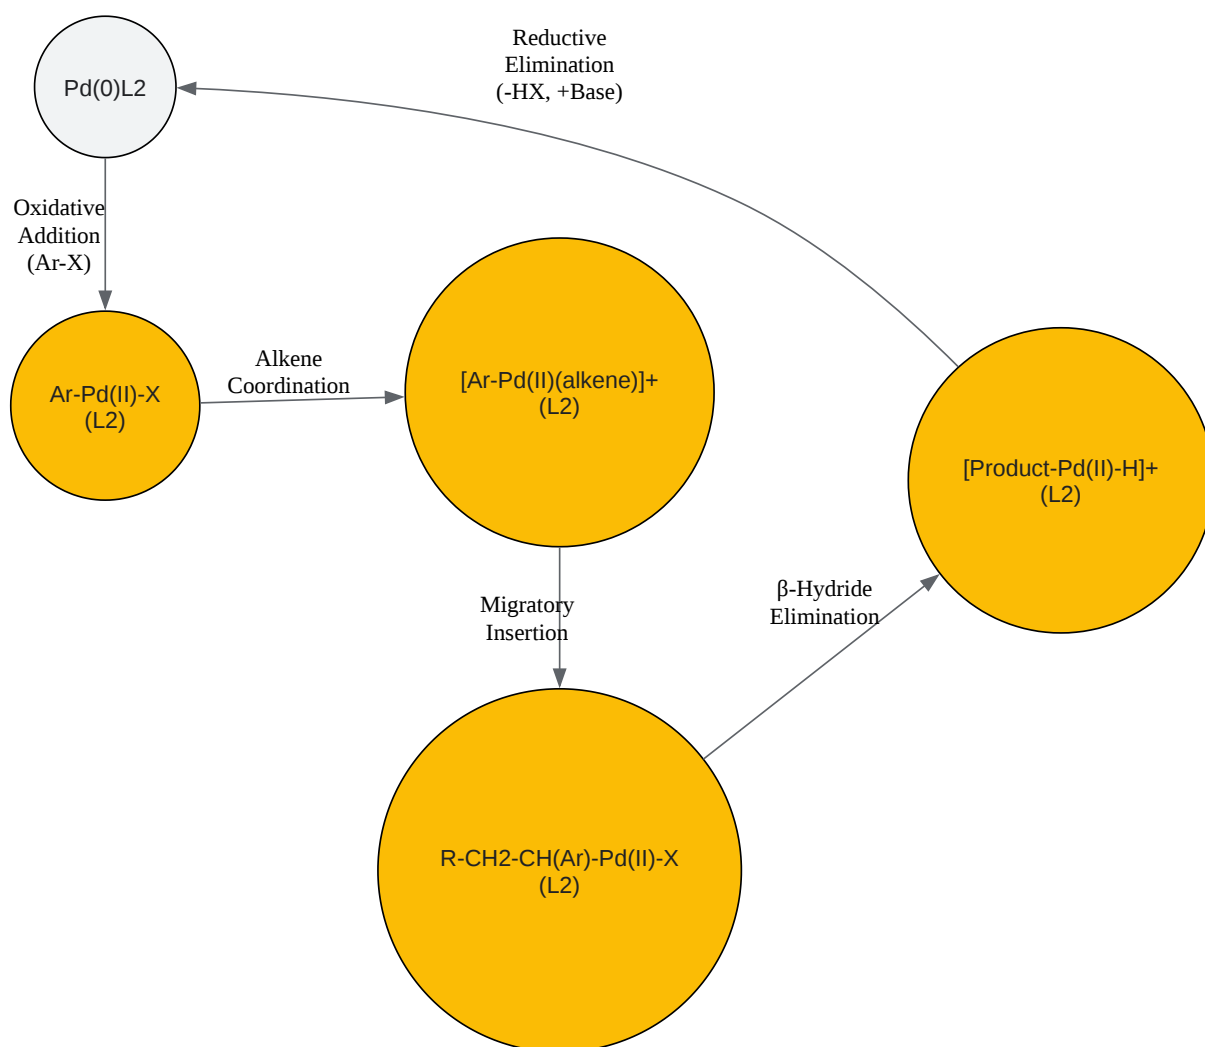 Reductive
Elimination
(-HX, +Base)
Pd(0)L2
Oxidative
Addition
(Ar-X)
Alkene
Coordination
Ar-Pd(II)-X
(L2)
[Ar-Pd(II)(alkene)]+
(L2)
[Product-Pd(II)-H]+
(L2)
Migratory
Insertion
β-Hydride
Elimination
R-CH2-CH(Ar)-Pd(II)-X
(L2)